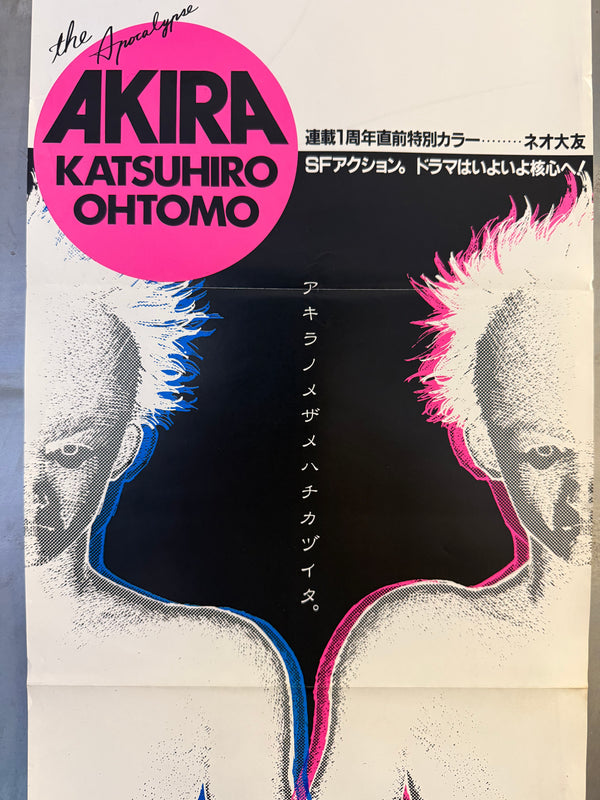 the Apocalypse
AKIRA
KATSUHIRO
OHTOMO
連載1周年直前特別カラー………ネオ大友
SFアクション。ドラマはいよいよ核心へ!
アキラノメザメハチカヅイタ。